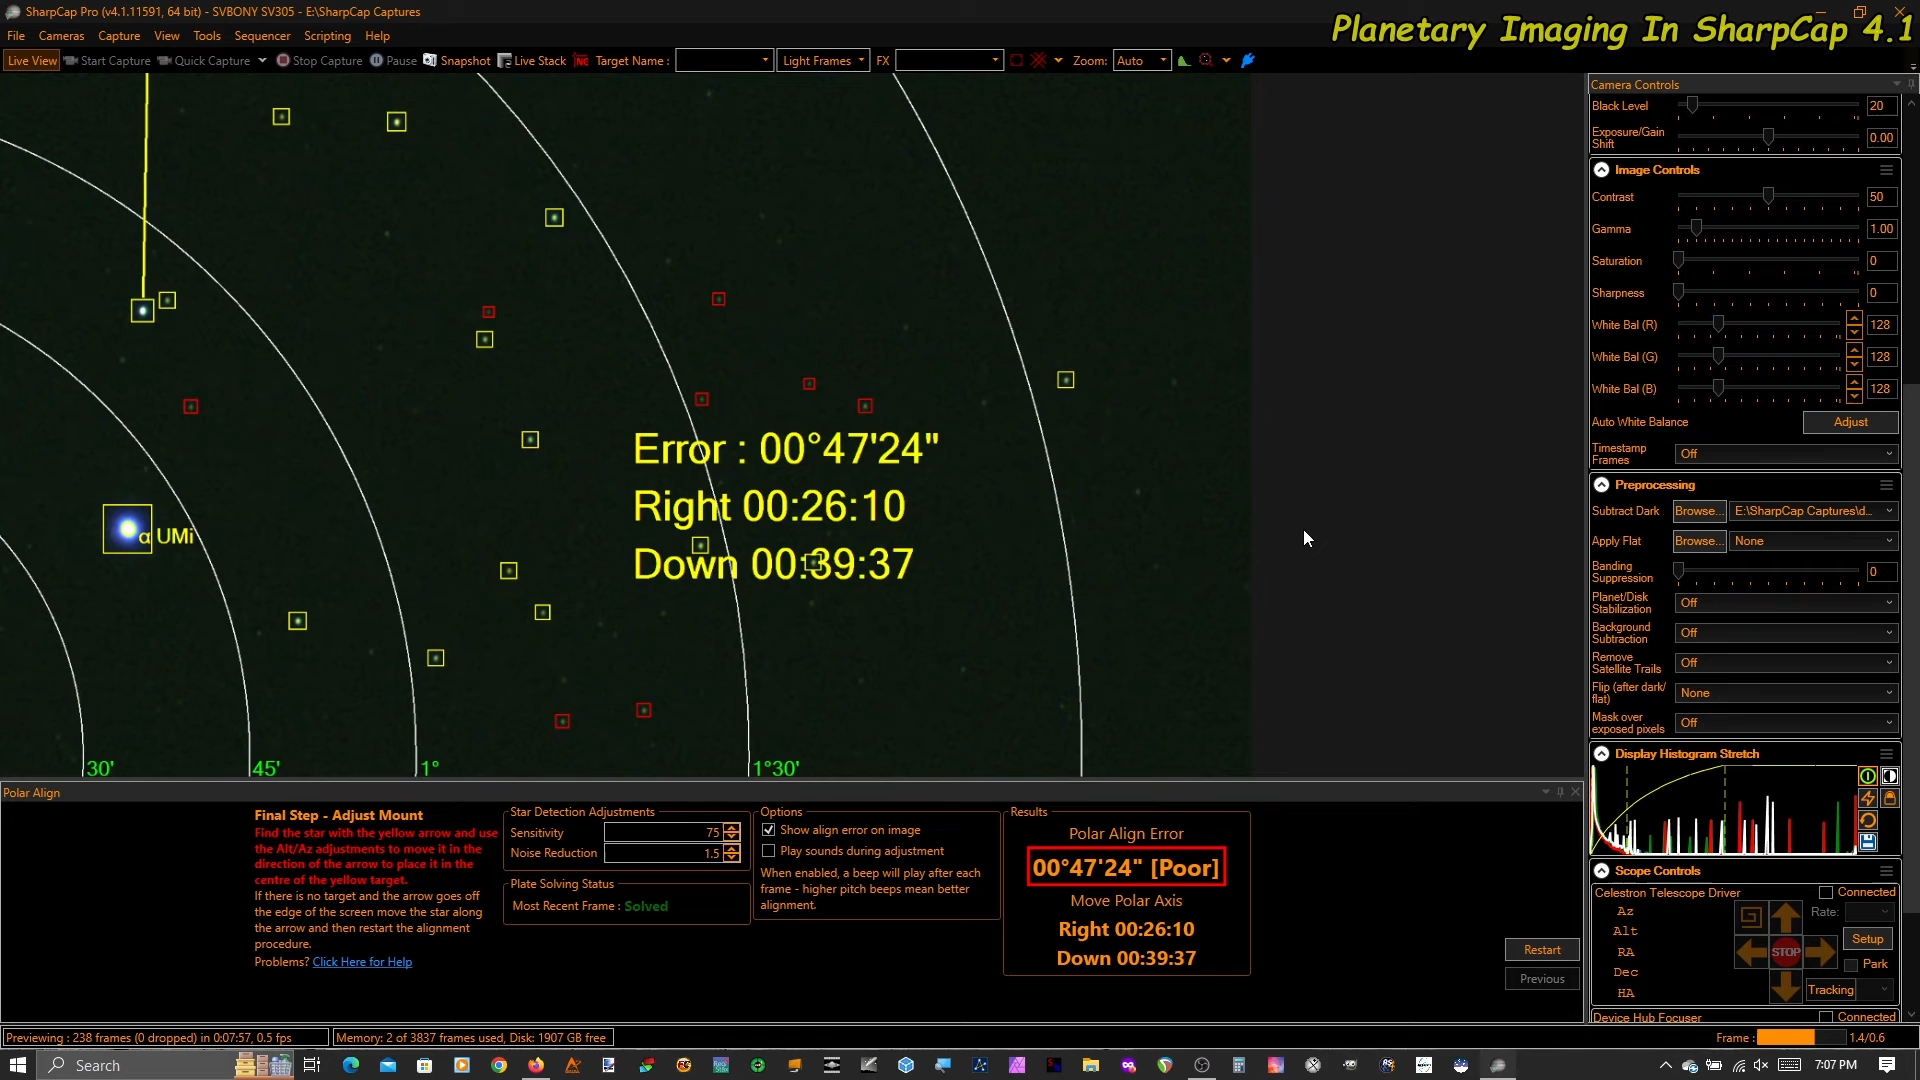 SharpCap Pro (v4.1.11591, 64 bit) - SVBONY SV305 - E:\SharpCap Captures
Planetary Imaging In SharpCap 4.1
File Cameras Capture View Tools Sequencer Scripting Help
Live View Start Capture Quick Capture Stop Capture Pause Snapshot Live Stack Target Name : Light Frames FX Zoom: Auto
Camera Controls
Black Level 20
Exposure/Gain
Shift 0.00
Image Controls
Contrast 50
Gamma 1.00
Saturation 0
Sharpness 0
White Bal (R) 128
White Bal (G) 128
White Bal (B) 128
Auto White Balance Adjust
Timestamp
Frames Off
Preprocessing
Subtract Dark Browse... E:\SharpCap Captures\d...
Apply Flat Browse... None
Banding
Suppression 0
Planet/Disk
Stabilization Off
Background
Subtraction Off
Remove
Satellite Trails Off
Flip (after dark/
flat) None
Mask over
exposed pixels Off
Display Histogram Stretch
Scope Controls
Celestron Telescope Driver Connected
Az Rate:
Alt Setup
RA STOP
Park
Dec
HA Tracking
Device Hub Focuser Connected
Error : 00°47'24"
Right 00:26:10
Down 00:39:37
α UMi
30' 45' 1° 1°30'
Polar Align
Final Step - Adjust Mount
Find the star with the yellow arrow and use
the Alt/Az adjustments to move it in the
direction of the arrow to place it in the
centre of the yellow target.
If there is no target and the arrow goes off
the edge of the screen move the star along
the arrow and then restart the alignment
procedure.
Problems? Click Here for Help
Star Detection Adjustments
Sensitivity 75
Noise Reduction 1.5
Plate Solving Status
Most Recent Frame : Solved
Options
Show align error on image
Play sounds during adjustment
When enabled, a beep will play after each
frame - higher pitch beeps mean better
alignment.
Results
Polar Align Error
00°47'24" [Poor]
Move Polar Axis
Right 00:26:10
Down 00:39:37
Restart
Previous
Previewing : 238 frames (0 dropped) in 0:07:57, 0.5 fps Memory: 2 of 3837 frames used, Disk: 1907 GB free Frame : 1.4/0.6
Search 7:07 PM